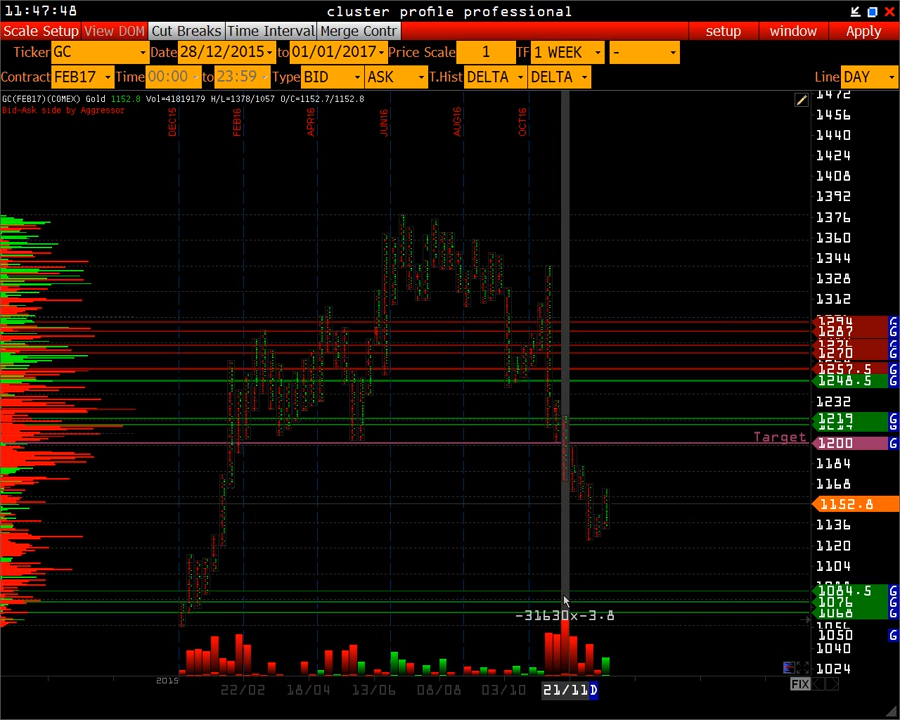 11:47:48 cluster profile professional
Scale Setup View DOM Cut Breaks Time Interval Merge Contr setup window Apply
Ticker GC Date 28/12/2015 to 01/01/2017 Price Scale 1 TF 1 WEEK -
Contract FEB17 Time 00:00 to 23:59 Type BID ASK T.Hist DELTA DELTA Line DAY
GC(FEB17)(COMEX) Gold 1152.8 Vol=41819179 H/L=1378/1057 O/C=1152.7/1152.8
Bid-Ask side by Aggressor
DEC15 FEB16 APR16 JUN16 AUG16 OCT16
1472
1456
1440
1424
1408
1392
1376
1360
1344
1328
1312
1294 G
1287 G
G
1270 G
1257.5 G
1248.5 G
1232
1219 G
Target 1200 G
1184
1168
1152.8
1136
1120
1104
1084.5 G
1076 G
1068 G
-31630x-3.8
1050 G
1040
1024
2015
22/02 18/04 13/06 08/08 03/10 21/11 D
FIX